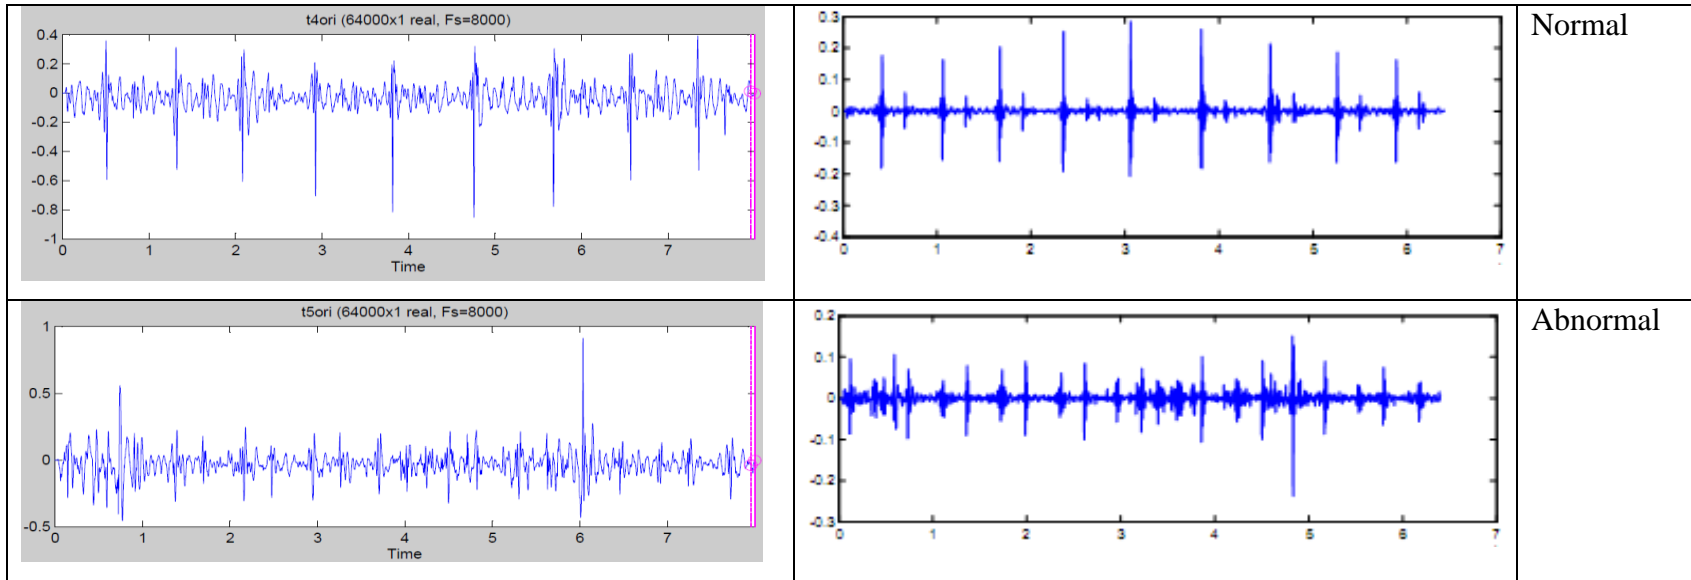 t4ori (64000x1 real, Fs=8000)
0.4
0.2
0
-0.2
-0.4
-0.6
-0.8
-1
0 1 2 3 4 5 6 7
Time
0.3
0.2
0.1
0
-0.1
-0.2
-0.3
-0.4
0 1 2 3 4 5 6 7
Normal
t5ori (64000x1 real, Fs=8000)
1
0.5
0
-0.5
0 1 2 3 4 5 6 7
Time
0.2
0.1
0
-0.1
-0.2
-0.3
0 1 2 3 4 5 6 7
Abnormal